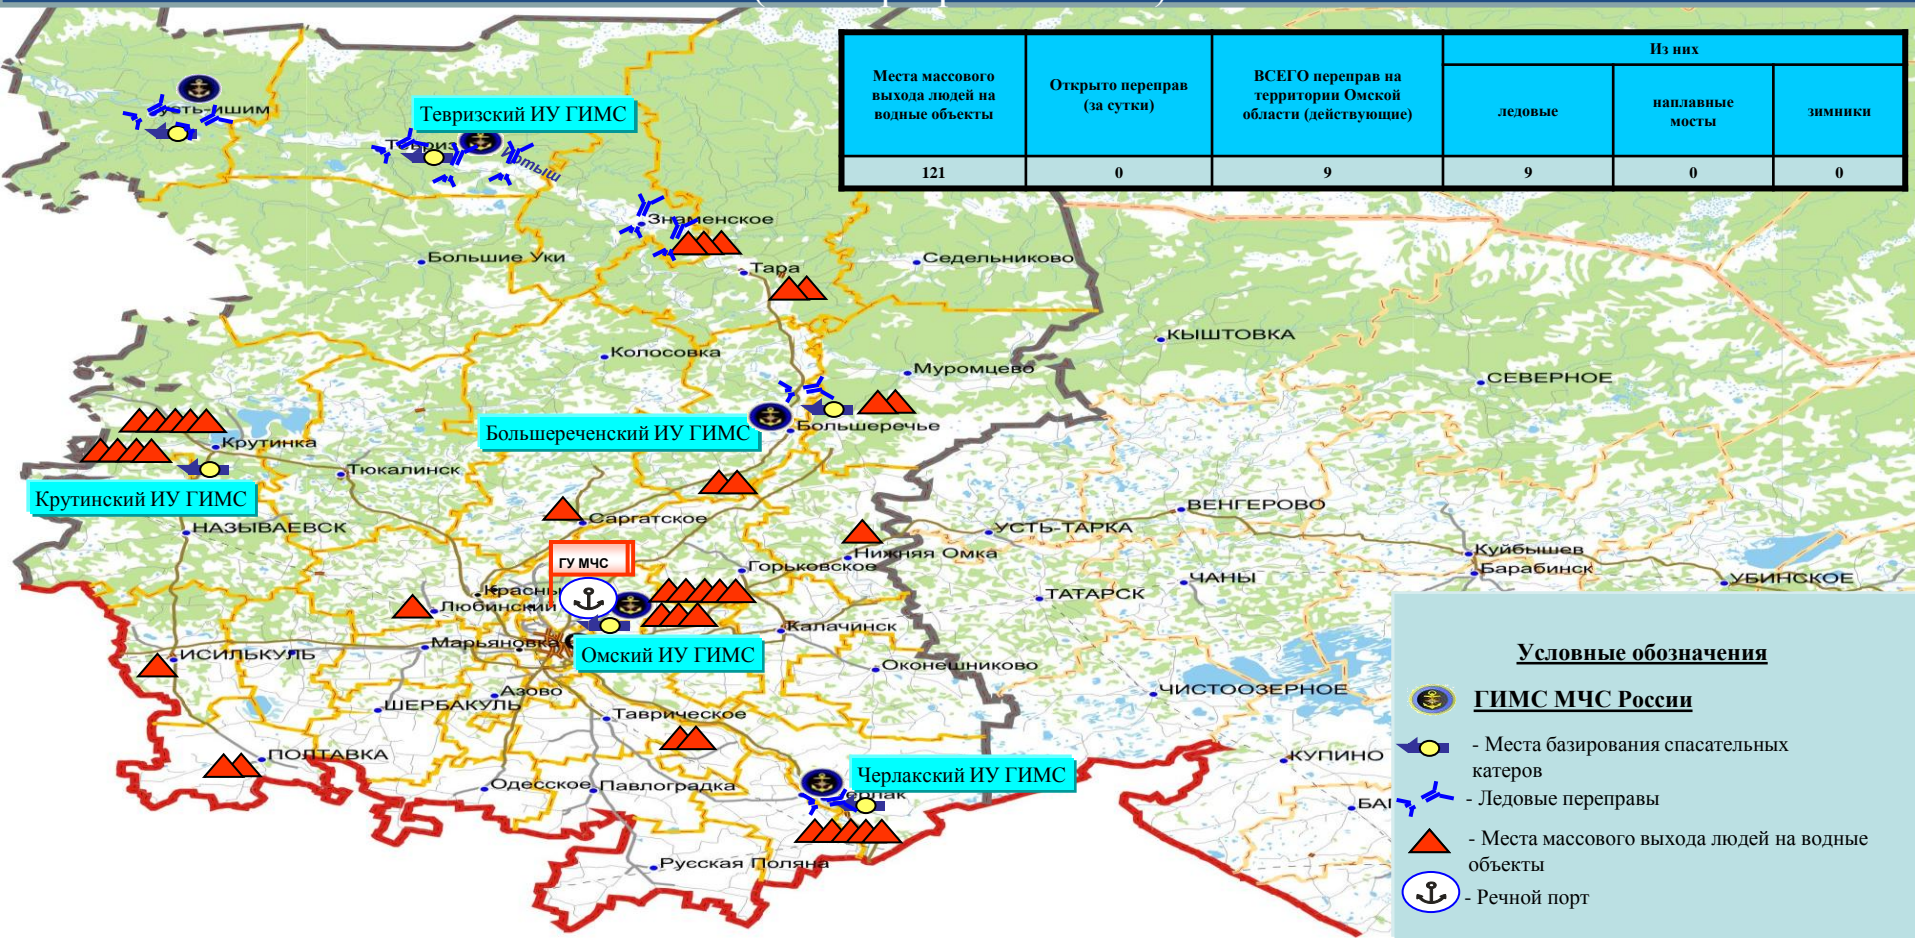 Места массового
выхода людей на
водные объекты
Открыто переправ
(за сутки)
ВСЕГО переправ на
территории Омской
области (действующие)
Из них
ледовые
наплавные
мосты
зимники
121
0
9
9
0
0
Тевризский ИУ ГИМС
Иртыш
Знаменское
Большие Уки
Тара
Седельниково
КЫШТОВКА
Колосовка
Муромцево
СЕВЕРНОЕ
Большереченский ИУ ГИМС
Большеречье
Крутинка
Тюкалинск
Крутинский ИУ ГИМС
НАЗЫВАЕВСК
Саргатское
ВЕНГЕРОВО
УСТЬ-ТАРКА
Нижняя Омка
Куйбышев
Барабинск
ГУ МЧС
Горьковское
ЧАНЫ
УБИНСКОЕ
Любинский
ТАТАРСК
Калачинск
Марьяновка
Омский ИУ ГИМС
ИСИЛЬКУЛЬ
Оконешниково
Азово
ЧИСТООЗЕРНОЕ
ШЕРБАКУЛЬ
Таврическое
ПОЛТАВКА
КУПИНО
Черлакский ИУ ГИМС
Одесское
Павлоградка
Русская Поляна
Условные обозначения
ГИМС МЧС России
- Места базирования спасательных
катеров
- Ледовые переправы
- Места массового выхода людей на водные
объекты
- Речной порт